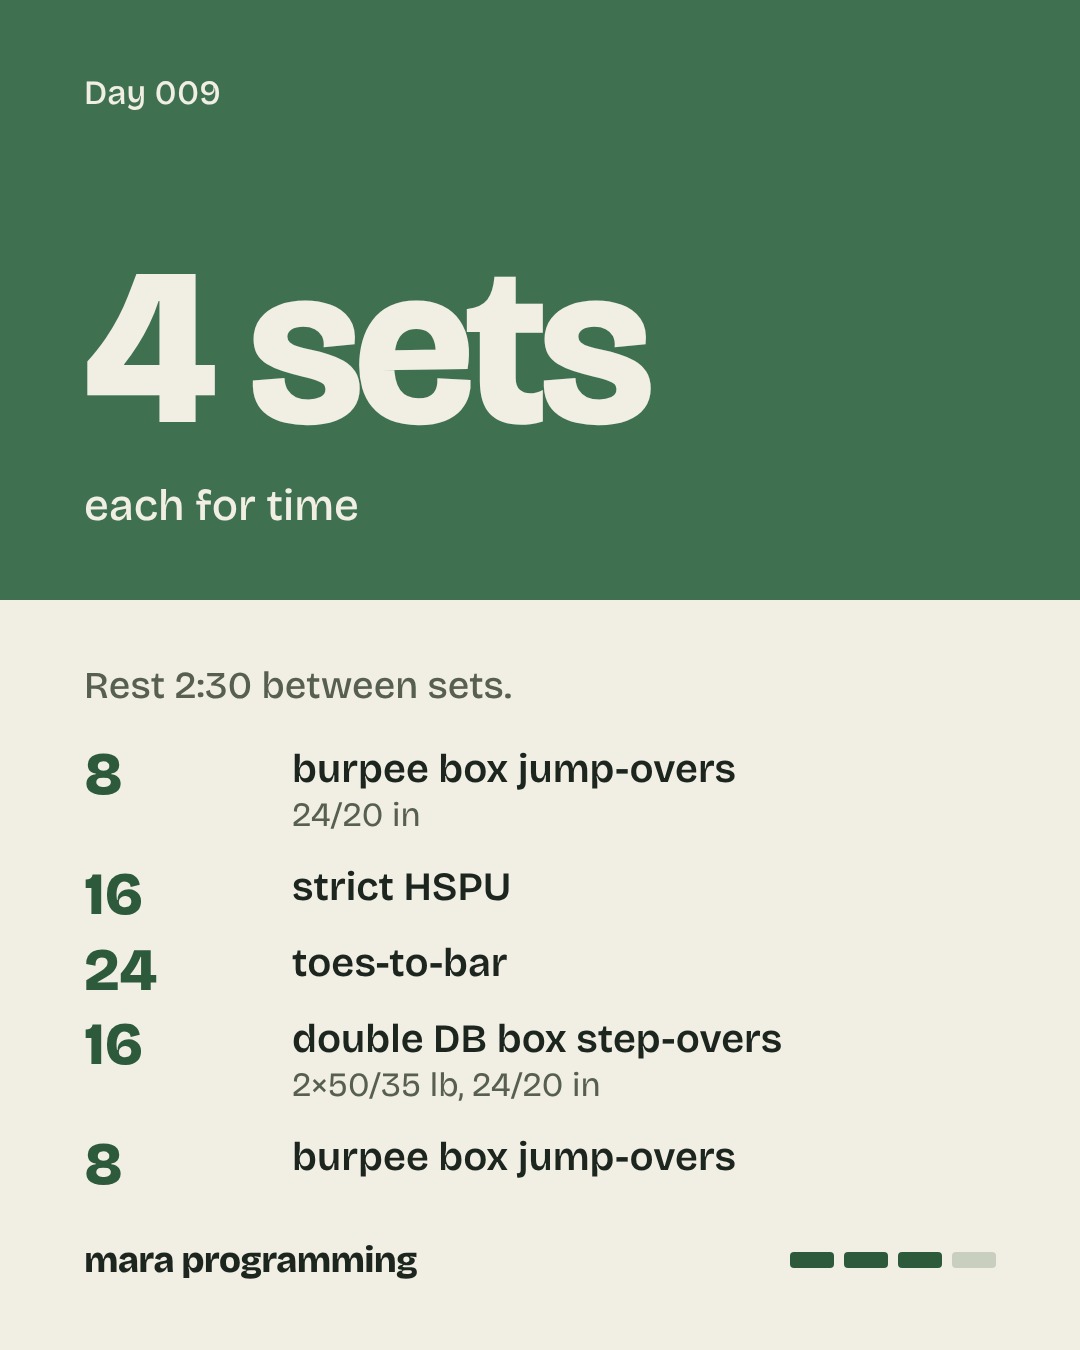 Day 009
4 sets
each for time
Rest 2:30 between sets.
8 burpee box jump-overs
24/20 in
16 strict HSPU
24 toes-to-bar
16 double DB box step-overs
2×50/35 lb, 24/20 in
8 burpee box jump-overs
mara programming